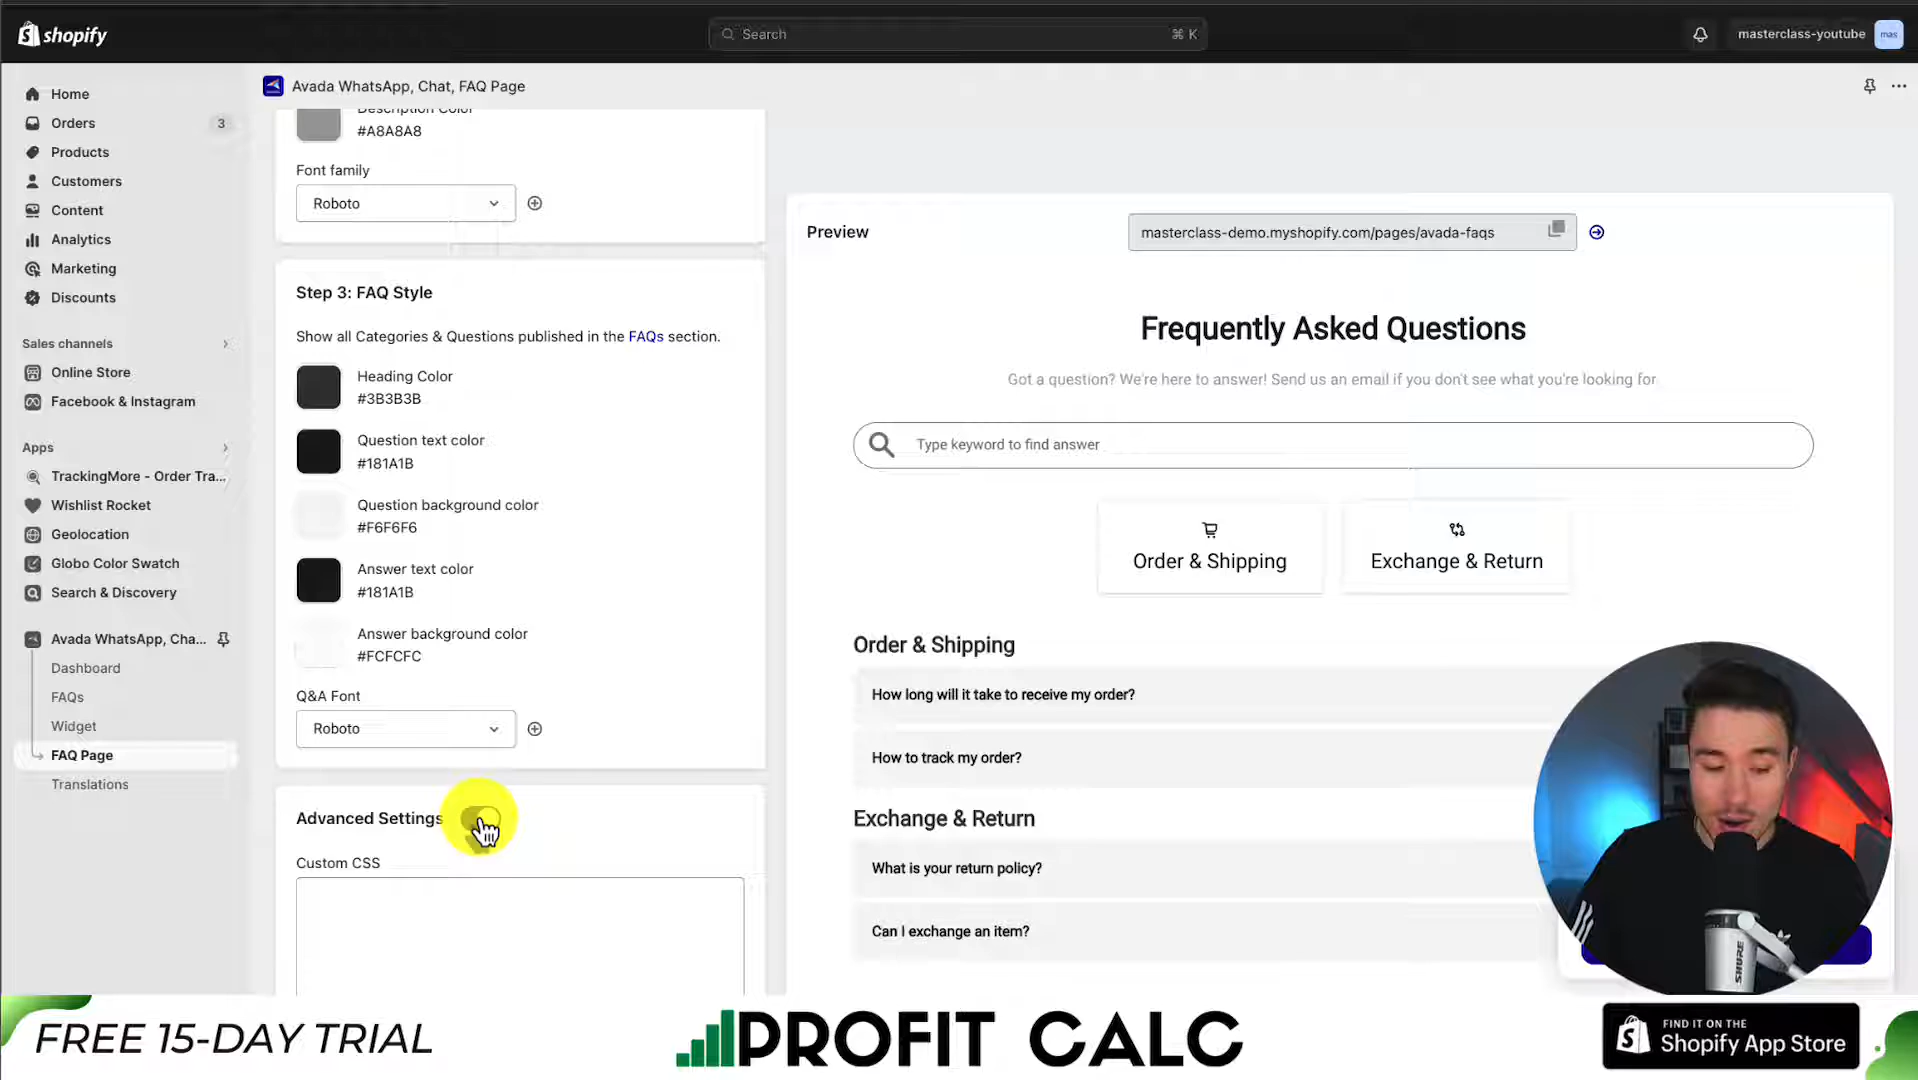 shopify
Search
⌘ K
masterclass-youtube
mas
Home
Orders
3
Products
Customers
Content
Analytics
Marketing
Discounts
Sales channels
Online Store
Facebook & Instagram
Apps
TrackingMore - Order Tra...
Wishlist Rocket
Geolocation
Globo Color Swatch
Search & Discovery
Avada WhatsApp, Cha...
Dashboard
FAQs
Widget
FAQ Page
Translations
Avada WhatsApp, Chat, FAQ Page
Description Color
#A8A8A8
Font family
Roboto
Step 3: FAQ Style
Show all Categories & Questions published in the FAQs section.
Heading Color
#3B3B3B
Question text color
#181A1B
Question background color
#F6F6F6
Answer text color
#181A1B
Answer background color
#FCFCFC
Q&A Font
Roboto
Advanced Settings
Custom CSS
Preview
masterclass-demo.myshopify.com/pages/avada-faqs
Frequently Asked Questions
Got a question? We're here to answer! Send us an email if you don't see what you're looking for
Type keyword to find answer
Order & Shipping
Exchange & Return
Order & Shipping
How long will it take to receive my order?
How to track my order?
Exchange & Return
What is your return policy?
Can I exchange an item?
SHURE
FREE 15-DAY TRIAL
PROFIT CALC
FIND IT ON THE
Shopify App Store